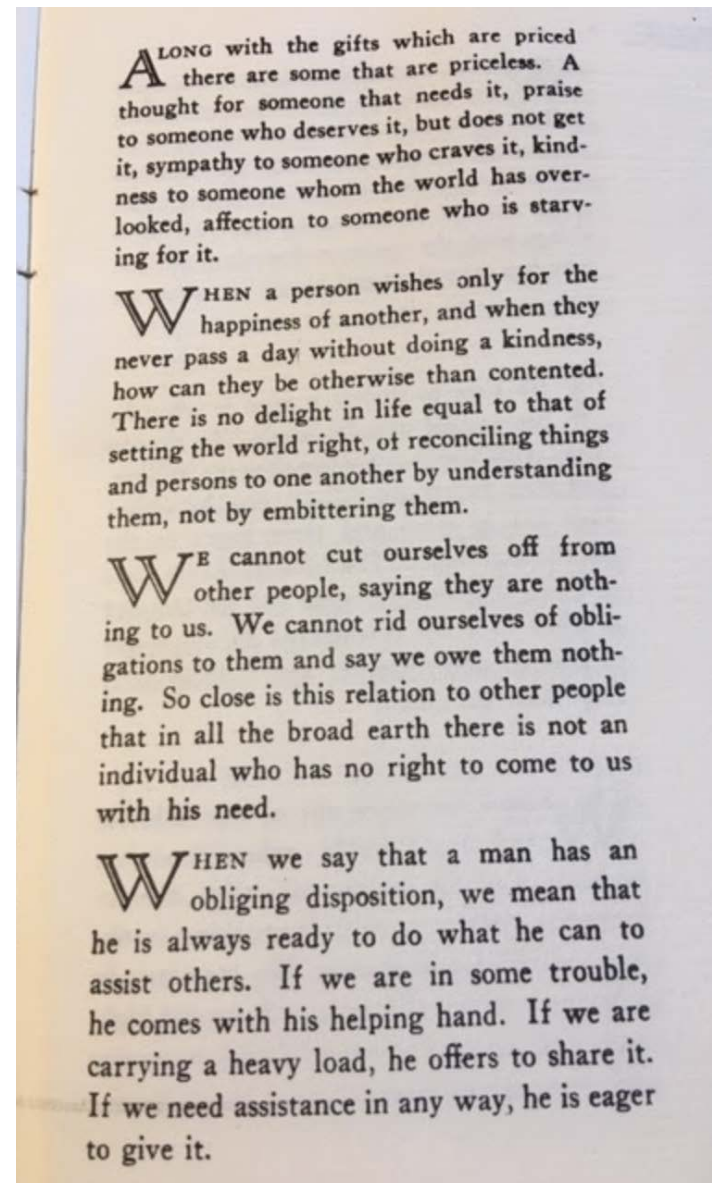 ALONG with the gifts which are priced
there are some that are priceless. A
thought for someone that needs it, praise
to someone who deserves it, but does not get
it, sympathy to someone who craves it, kind-
ness to someone whom the world has over-
looked, affection to someone who is starv-
ing for it.
WHEN a person wishes only for the
happiness of another, and when they
never pass a day without doing a kindness,
how can they be otherwise than contented.
There is no delight in life equal to that of
setting the world right, of reconciling things
and persons to one another by understanding
them, not by embittering them.
WE cannot cut ourselves off from
other people, saying they are noth-
ing to us. We cannot rid ourselves of obli-
gations to them and say we owe them noth-
ing. So close is this relation to other people
that in all the broad earth there is not an
individual who has no right to come to us
with his need.
WHEN we say that a man has an
obliging disposition, we mean that
he is always ready to do what he can to
assist others. If we are in some trouble,
he comes with his helping hand. If we are
carrying a heavy load, he offers to share it.
If we need assistance in any way, he is eager
to give it.